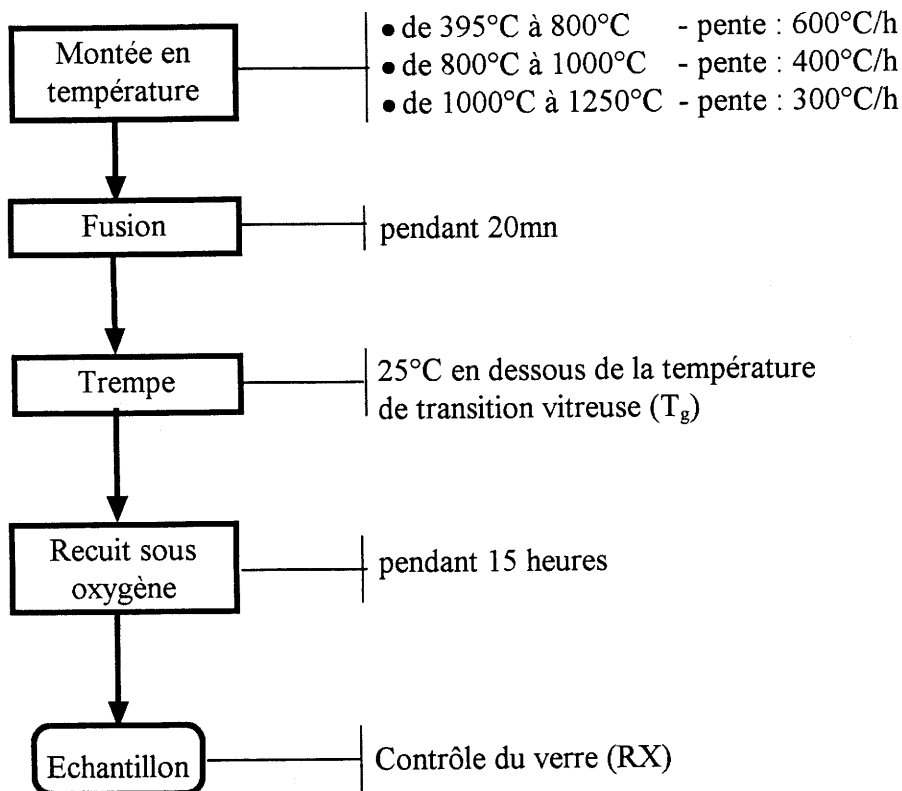 Montée en
température
● de 395°C à 800°C - pente : 600°C/h
● de 800°C à 1000°C - pente : 400°C/h
● de 1000°C à 1250°C - pente : 300°C/h
Fusion
pendant 20mn
Trempe
25°C en dessous de la température
de transition vitreuse (Tg)
Recuit sous
oxygène
pendant 15 heures
Echantillon
Contrôle du verre (RX)